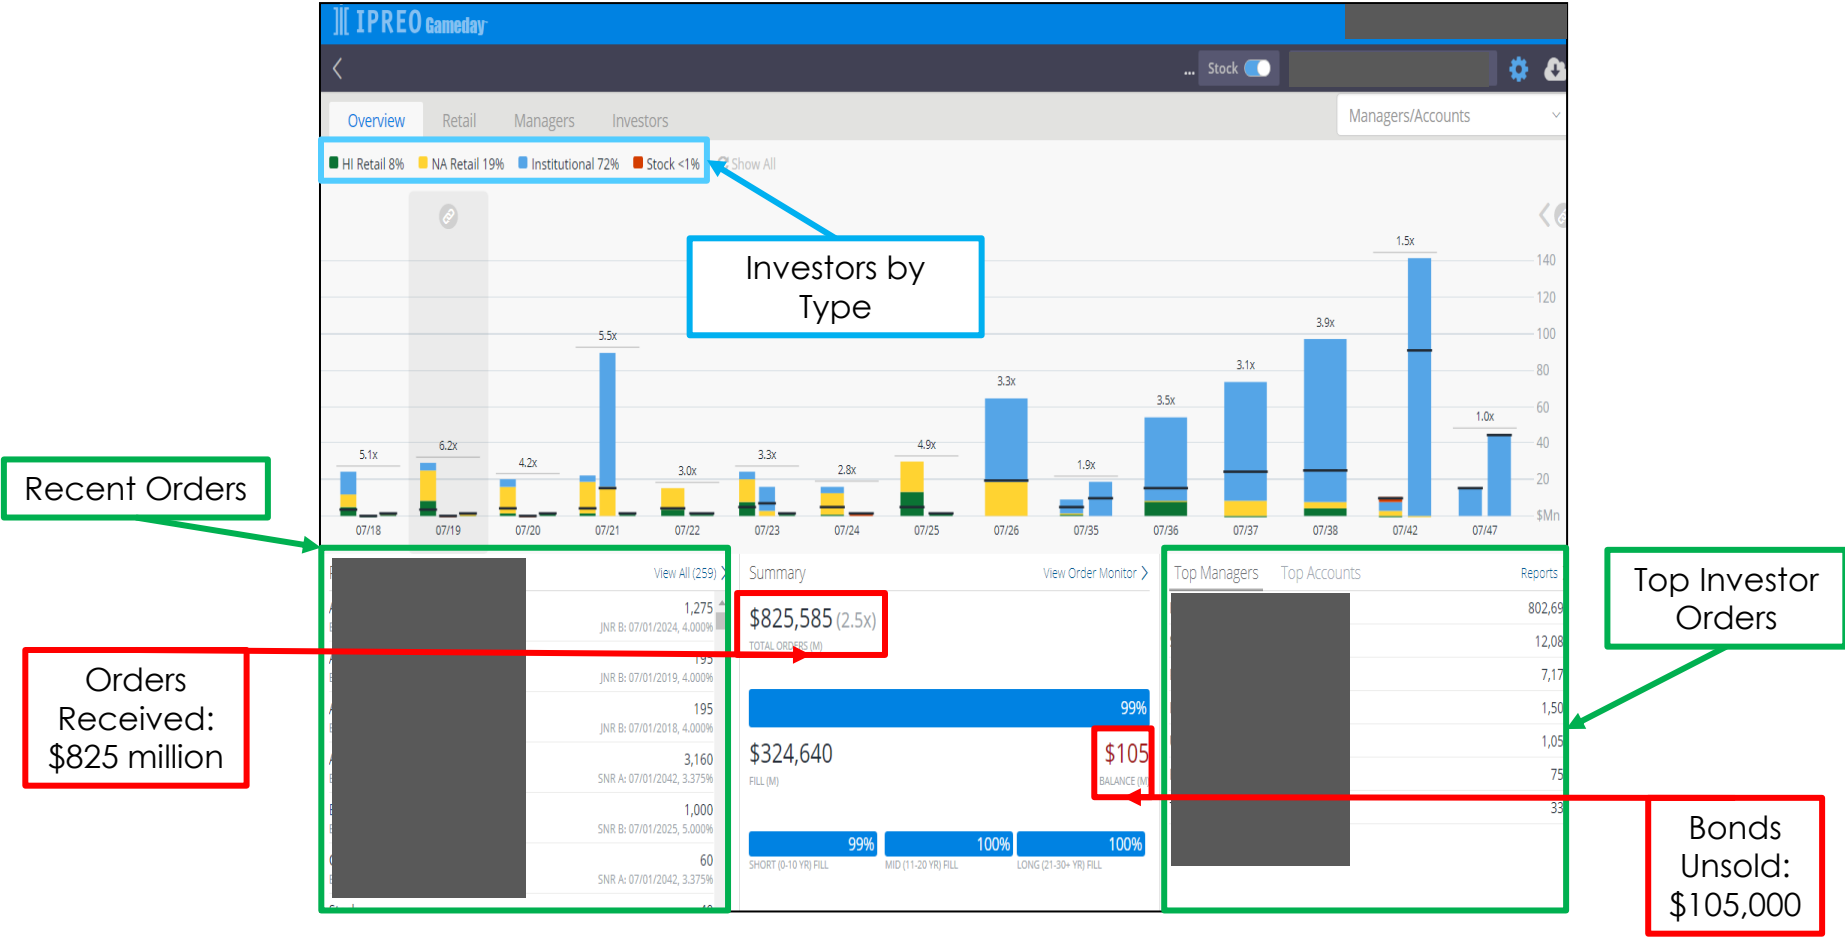 IPREO Gameday
... Stock
Overview Retail Managers Investors
Managers/Accounts
HI Retail 8% NA Retail 19% Institutional 72% Stock <1% Show All
Investors by
Type
140
120
100
80
60
40
20
$Mn
5.1x 6.2x 4.2x 5.5x 3.0x 3.3x 2.8x 4.9x 3.3x 1.9x 3.5x 3.1x 3.9x 1.5x 1.0x
07/18 07/19 07/20 07/21 07/22 07/23 07/24 07/25 07/26 07/35 07/36 07/37 07/38 07/42 07/47
Recent Orders
View All (259)
1,275
JNR B: 07/01/2024, 4.000%
195
JNR B: 07/01/2019, 4.000%
195
JNR B: 07/01/2018, 4.000%
3,160
SNR A: 07/01/2042, 3.375%
1,000
SNR B: 07/01/2025, 5.000%
60
SNR A: 07/01/2042, 3.375%
Orders
Received:
$825 million
Summary View Order Monitor
$825,585 (2.5x)
TOTAL ORDERS (M)
99%
$324,640 $105
FILL (M) BALANCE (M)
99% 100% 100%
SHORT (0-10 YR) FILL MID (11-20 YR) FILL LONG (21-30+ YR) FILL
Top Managers Top Accounts Reports
802,69
12,08
7,17
1,50
1,05
75
33
Top Investor
Orders
Bonds
Unsold:
$105,000